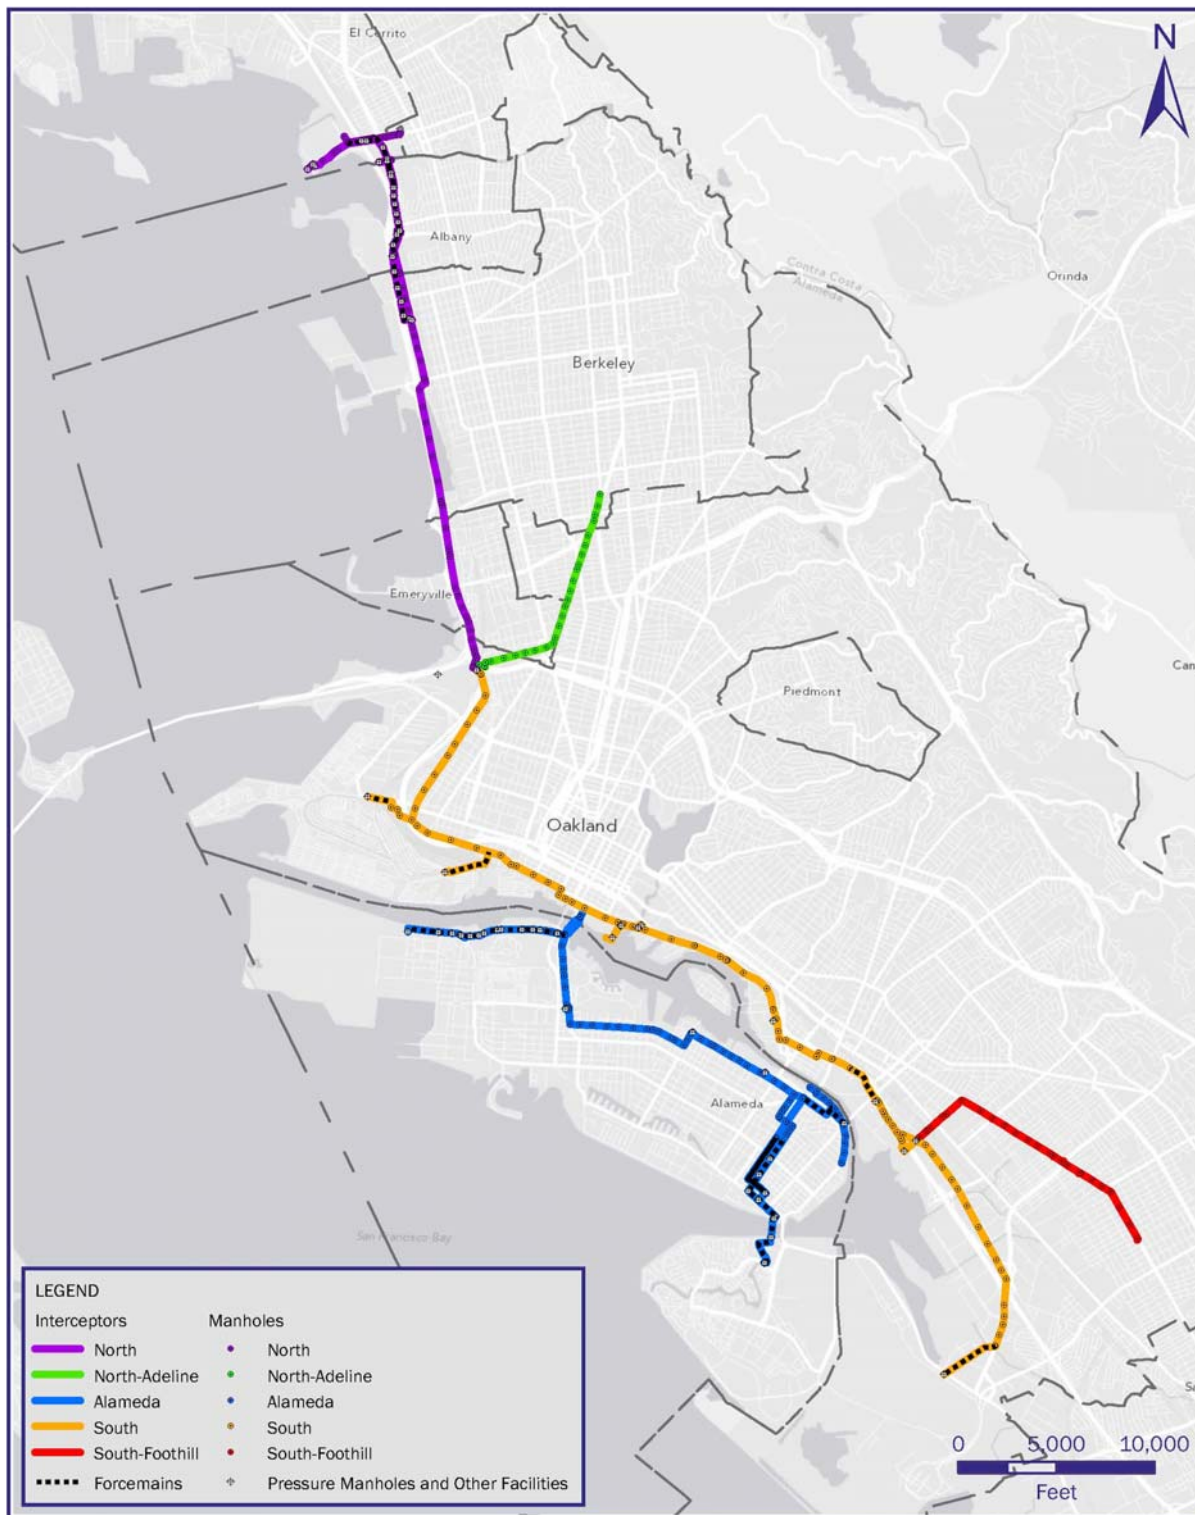 El Cerrito
N
Albany
Contra Costa
Alameda
Orinda
Berkeley
Emeryville
Piedmont
Can
Oakland
Alameda
San Francisco Bay
LEGEND
Interceptors Manholes
North North
North-Adeline North-Adeline
Alameda Alameda
South South
South-Foothill South-Foothill
Forcemains Pressure Manholes and Other Facilities
Sa
0 5,000 10,000
Feet